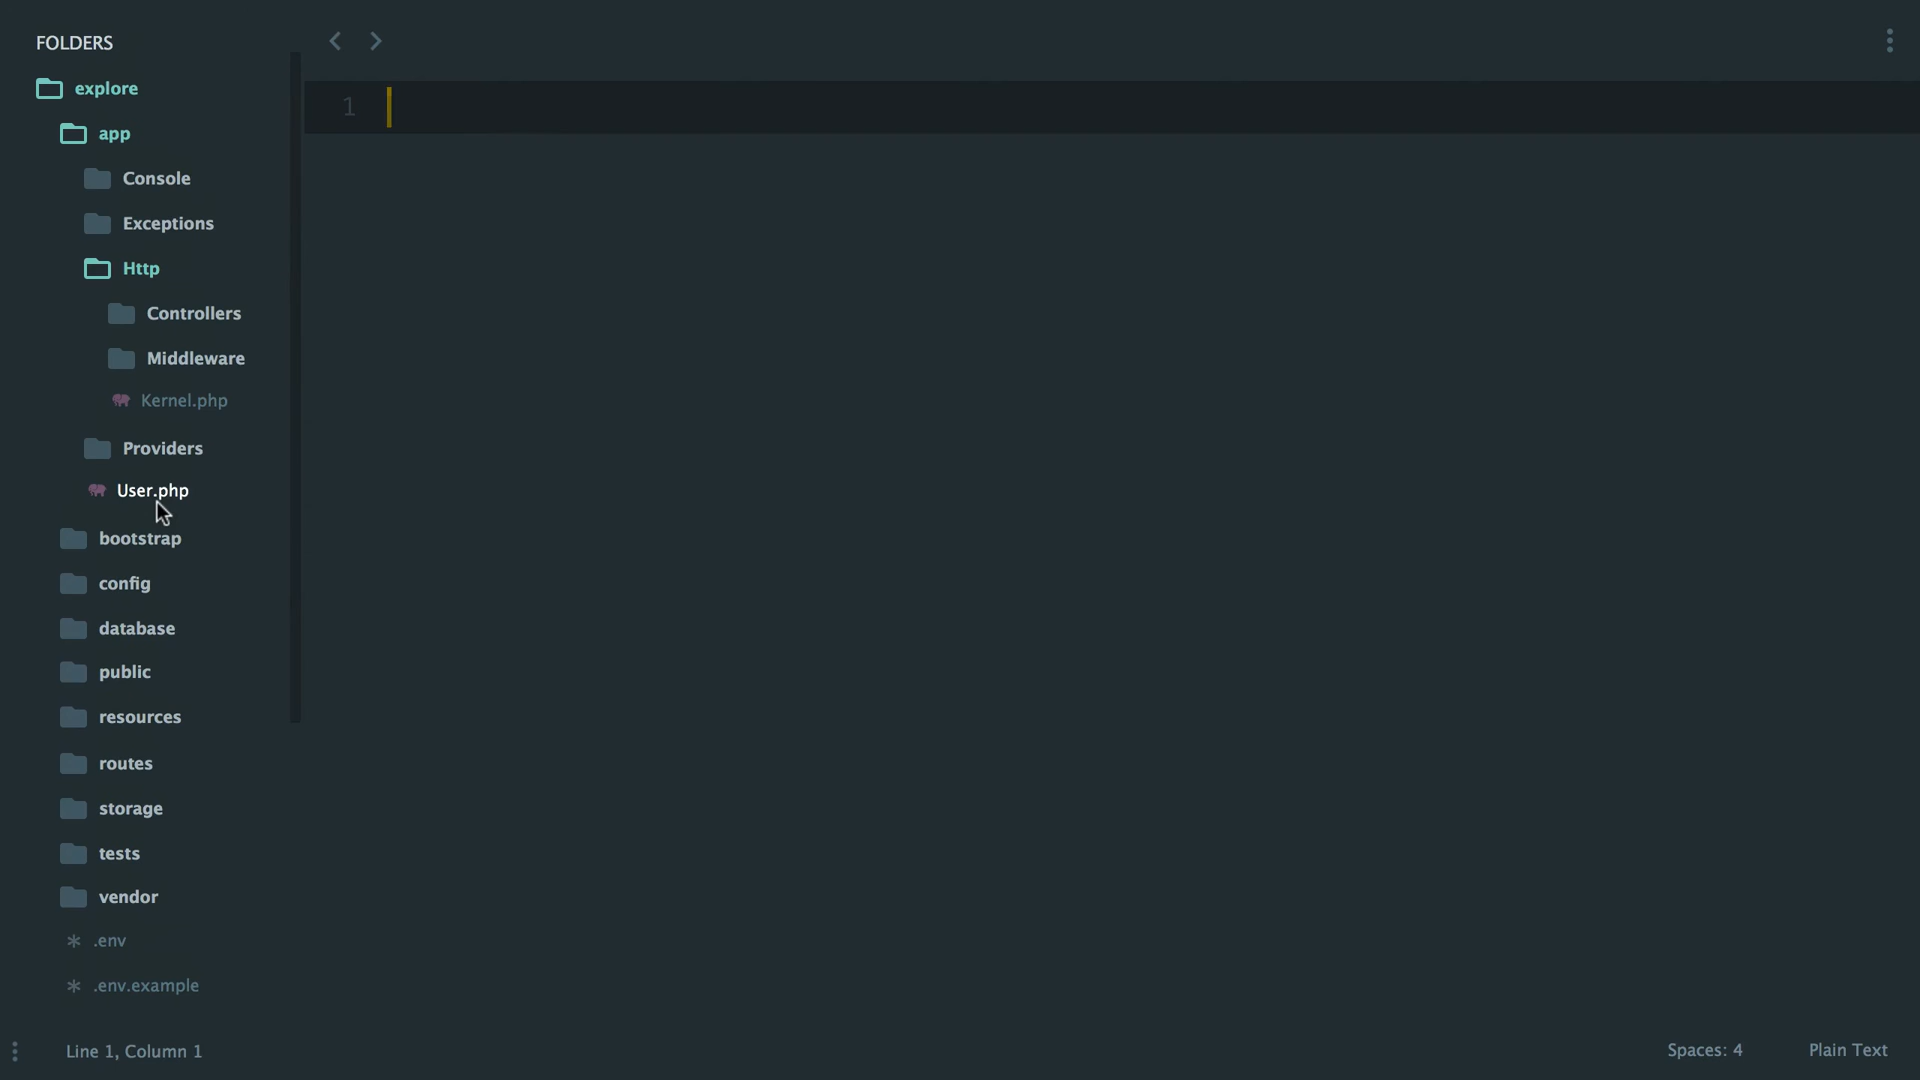 FOLDERS
explore
app
Console
Exceptions
Http
Controllers
Middleware
Kernel.php
Providers
User.php
bootstrap
config
database
public
resources
routes
storage
tests
vendor
.env
.env.example
1
Line 1, Column 1
Spaces: 4
Plain Text